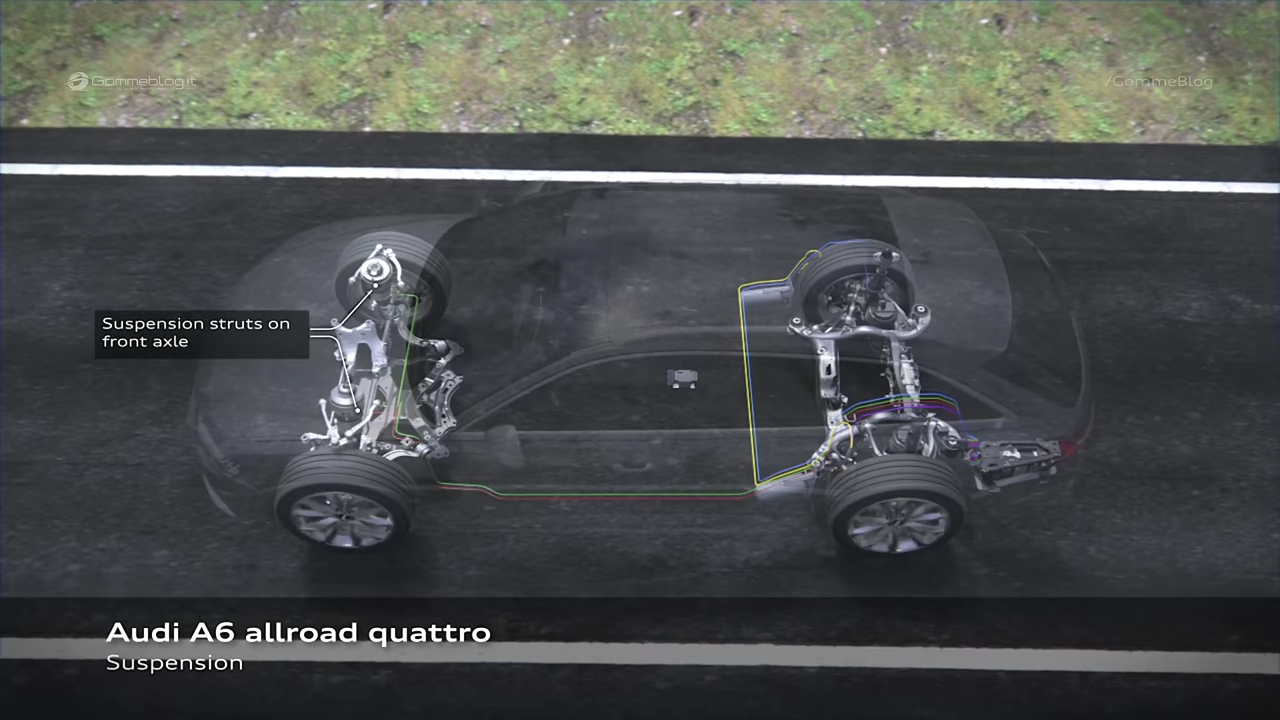 Gommeblog.it
/GommeBlog
Suspension struts on
front axle
Audi A6 allroad quattro
Suspension